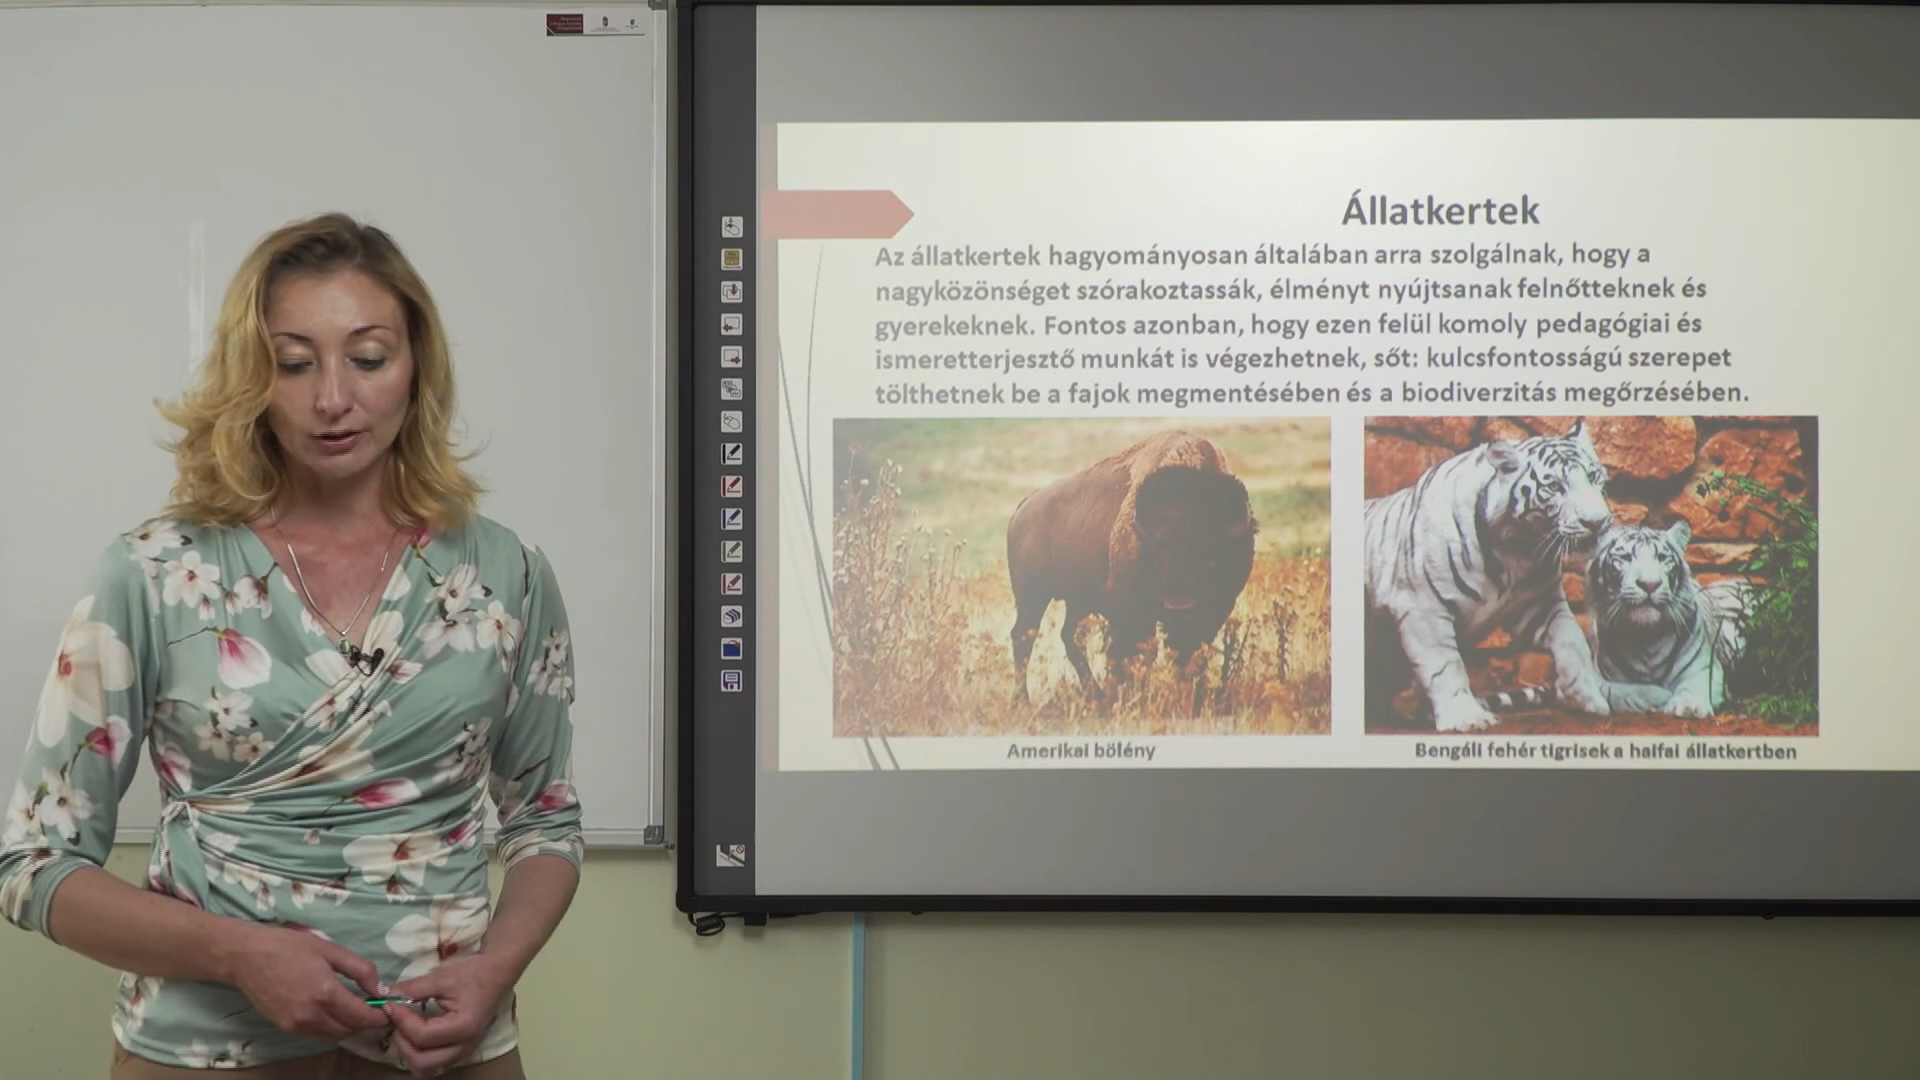 Állatkertek
Az állatkertek hagyományosan általában arra szolgálnak, hogy a
nagyközönséget szórakoztassák, élményt nyújtsanak felnőtteknek és
gyerekeknek. Fontos azonban, hogy ezen felül komoly pedagógiai és
ismeretterjesztő munkát is végezhetnek, sőt: kulcsfontosságú szerepet
tölthetnek be a fajok megmentésében és a biodiverzitás megőrzésében.
Amerikai bölény
Bengáli fehér tigrisek a haifai állatkertben